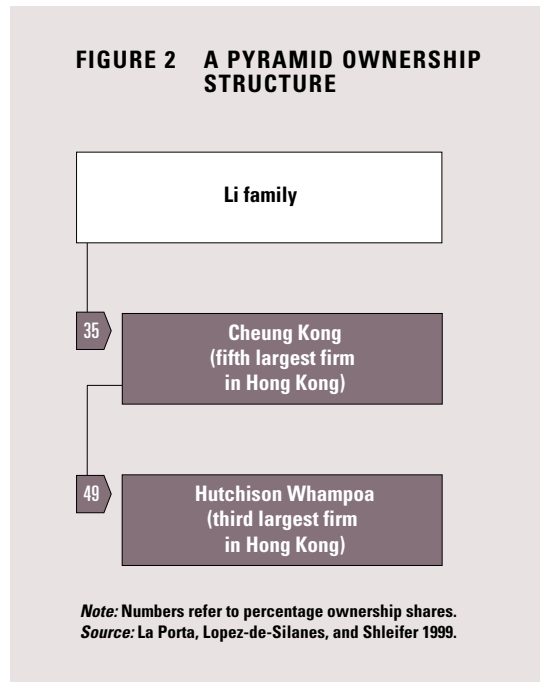 FIGURE 2 A PYRAMID OWNERSHIP
STRUCTURE
Li family
35
Cheung Kong
(fifth largest firm
in Hong Kong)
49
Hutchison Whampoa
(third largest firm
in Hong Kong)
Note: Numbers refer to percentage ownership shares.
Source: La Porta, Lopez-de-Silanes, and Shleifer 1999.